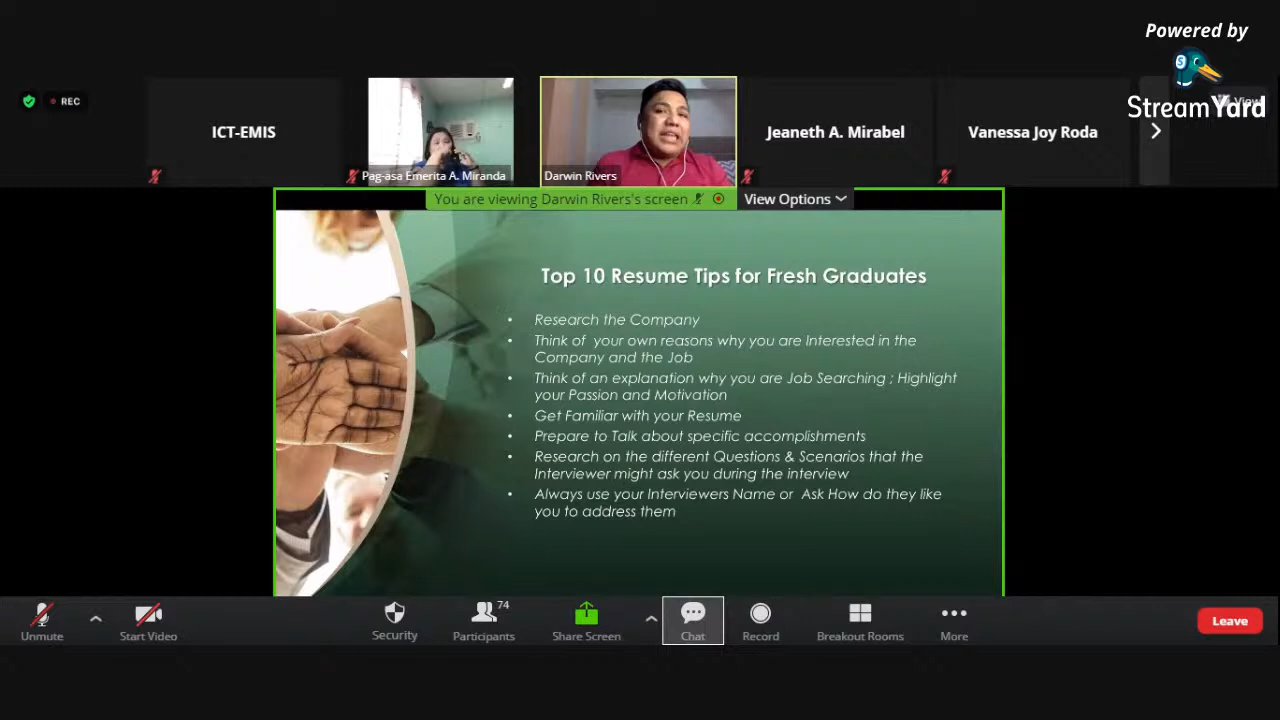 Powered by
StreamYard
View
REC
ICT-EMIS
Pag-asa Emerita A. Miranda
Darwin Rivers
Jeaneth A. Mirabel
Vanessa Joy Roda
You are viewing Darwin Rivers's screen
View Options
Top 10 Resume Tips for Fresh Graduates
• Research the Company
• Think of your own reasons why you are Interested in the
Company and the Job
• Think of an explanation why you are Job Searching ; Highlight
your Passion and Motivation
• Get Familiar with your Resume
• Prepare to Talk about specific accomplishments
• Research on the different Questions & Scenarios that the
Interviewer might ask you during the interview
• Always use your Interviewers Name or Ask How do they like
you to address them
Unmute
Start Video
Security
Participants
74
Share Screen
Chat
Record
Breakout Rooms
More
Leave